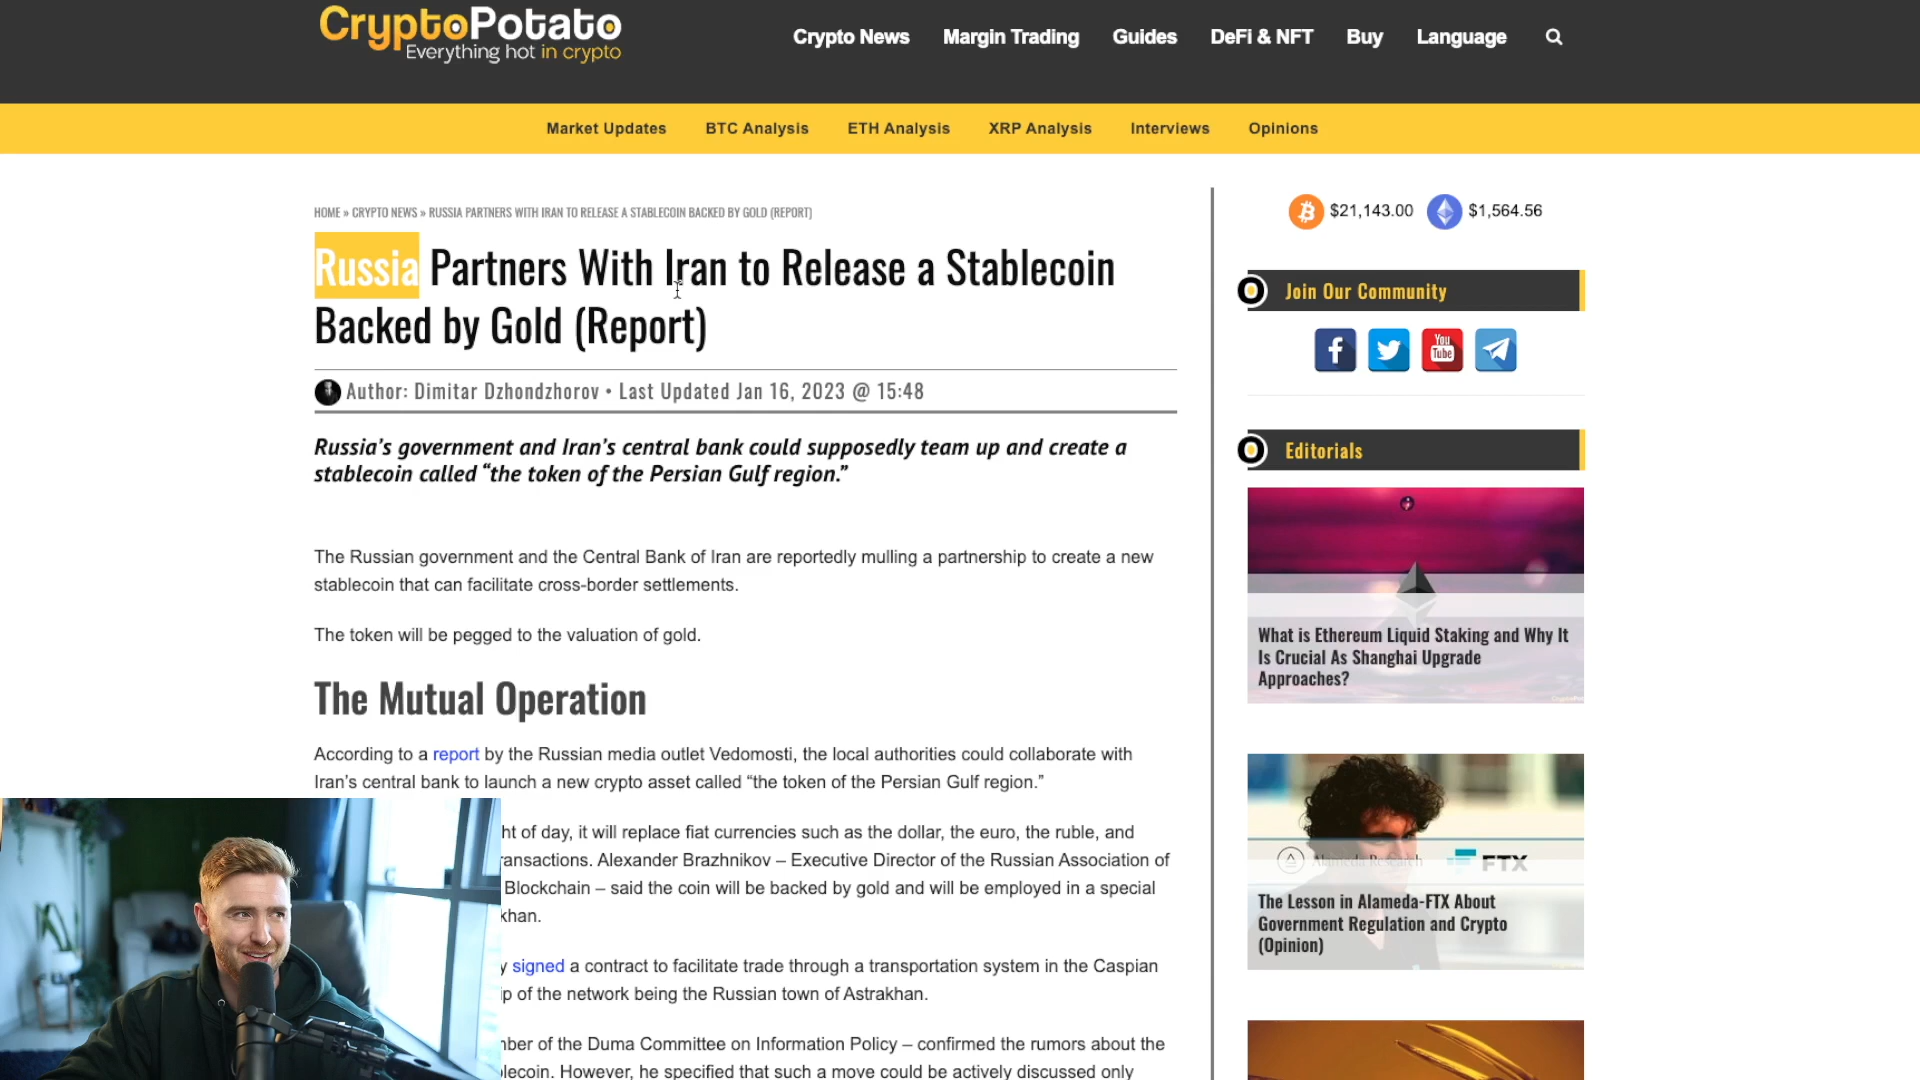 CryptoPotato
Everything hot in crypto
Crypto News Margin Trading Guides DeFi & NFT Buy Language
Market Updates BTC Analysis ETH Analysis XRP Analysis Interviews Opinions
HOME » CRYPTO NEWS » RUSSIA PARTNERS WITH IRAN TO RELEASE A STABLECOIN BACKED BY GOLD (REPORT)
Russia Partners With Iran to Release a Stablecoin
Backed by Gold (Report)
Author: Dimitar Dzhondzhorov • Last Updated Jan 16, 2023 @ 15:48
Russia’s government and Iran’s central bank could supposedly team up and create a
stablecoin called “the token of the Persian Gulf region.”
The Russian government and the Central Bank of Iran are reportedly mulling a partnership to create a new
stablecoin that can facilitate cross-border settlements.
The token will be pegged to the valuation of gold.
The Mutual Operation
According to a report by the Russian media outlet Vedomosti, the local authorities could collaborate with
Iran’s central bank to launch a new crypto asset called “the token of the Persian Gulf region.”
of day, it will replace fiat currencies such as the dollar, the euro, the ruble, and
Alexander Brazhnikov – Executive Director of the Russian Association of
Blockchain – said the coin will be backed by gold and will be employed in a special
signed a contract to facilitate trade through a transportation system in the Caspian
of the network being the Russian town of Astrakhan.
of the Duma Committee on Information Policy – confirmed the rumors about the
However, he specified that such a move could be actively discussed only
$21,143.00 $1,564.56
Join Our Community
You
Tube
Editorials
What is Ethereum Liquid Staking and Why It
Is Crucial As Shanghai Upgrade
Approaches?
Alameda Research FTX
The Lesson in Alameda-FTX About
Government Regulation and Crypto
(Opinion)